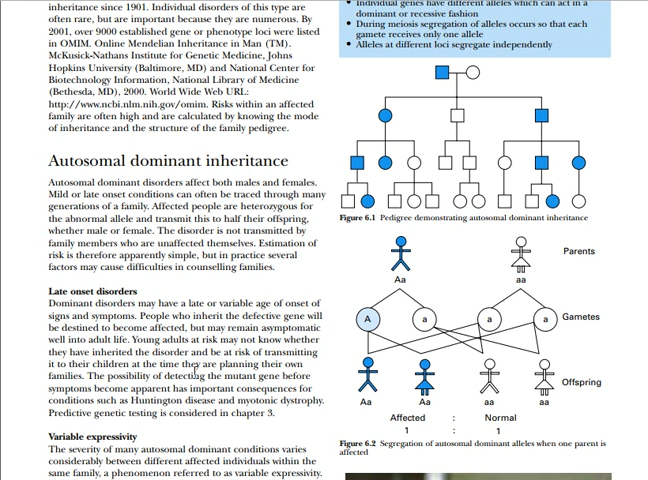 inheritance since 1901. Individual disorders of this type are
often rare, but are important because they are numerous. By
2001, over 9000 established gene or phenotype loci were listed
in OMIM. Online Mendelian Inheritance in Man (TM).
McKusick-Nathans Institute for Genetic Medicine, Johns
Hopkins University (Baltimore, MD) and National Center for
Biotechnology Information, National Library of Medicine
(Bethesda, MD), 2000. World Wide Web URL:
http://www.ncbi.nlm.nih.gov/omim. Risks within an affected
family are often high and are calculated by knowing the mode
of inheritance and the structure of the family pedigree.
Autosomal dominant inheritance
Autosomal dominant disorders affect both males and females.
Mild or late onset conditions can often be traced through many
generations of a family. Affected people are heterozygous for
the abnormal allele and transmit this to half their offspring,
whether male or female. The disorder is not transmitted by
family members who are unaffected themselves. Estimation of
risk is therefore apparently simple, but in practice several
factors may cause difficulties in counselling families.
Late onset disorders
Dominant disorders may have a late or variable age of onset of
signs and symptoms. People who inherit the defective gene will
be destined to become affected, but may remain asymptomatic
well into adult life. Young adults at risk may not know whether
they have inherited the disorder and be at risk of transmitting
it to their children at the time they are planning their own
families. The possibility of detecting the mutant gene before
symptoms become apparent has important consequences for
conditions such as Huntington disease and myotonic dystrophy.
Predictive genetic testing is considered in chapter 3.
Variable expressivity
The severity of many autosomal dominant conditions varies
considerably between different affected individuals within the
same family, a phenomenon referred to as variable expressivity.
• Individual genes have different alleles which can act in a
dominant or recessive fashion
• During meiosis segregation of alleles occurs so that each
gamete receives only one allele
• Alleles at different loci segregate independently
Figure 6.1 Pedigree demonstrating autosomal dominant inheritance
Parents
Aa aa
A a a a Gametes
Offspring
Aa Aa aa aa
Affected : Normal
1 : 1
Figure 6.2 Segregation of autosomal dominant alleles when one parent is
affected